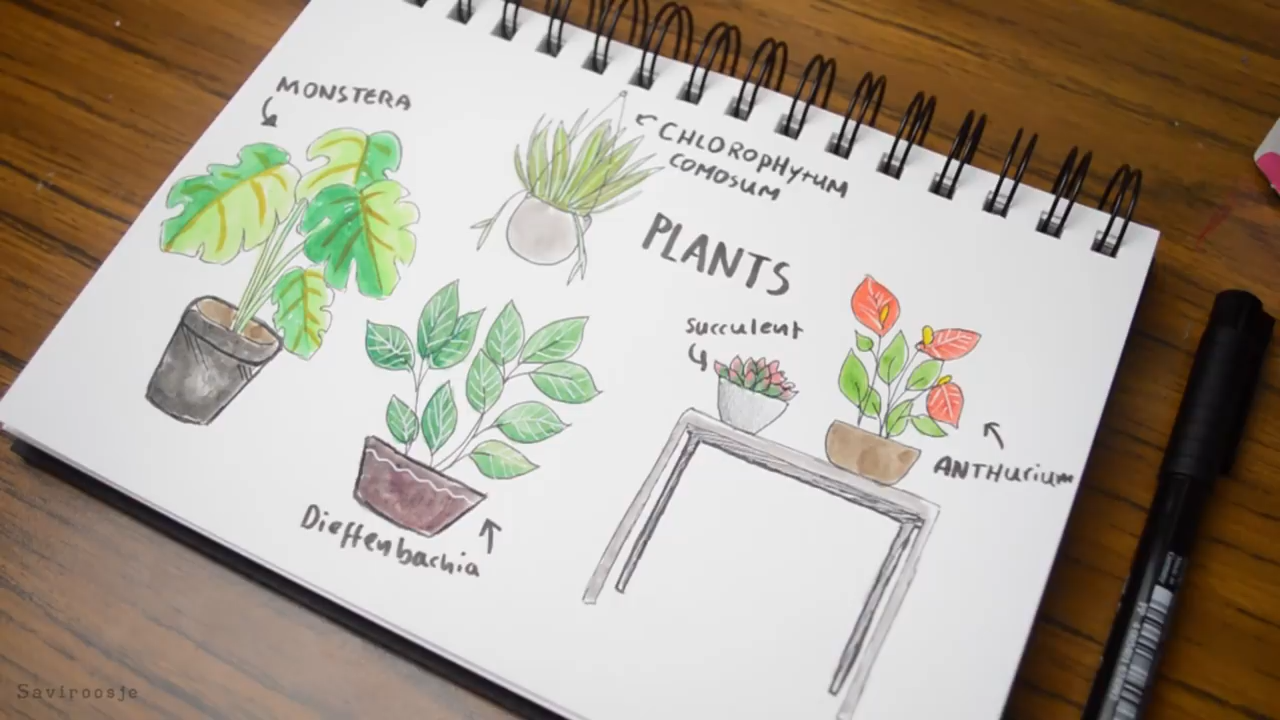 MONSTERA
CHLOROPHYTUM
COMOSUM
PLANTS
succulent
ANTHurium
Dieffenbachia
Saviroosje